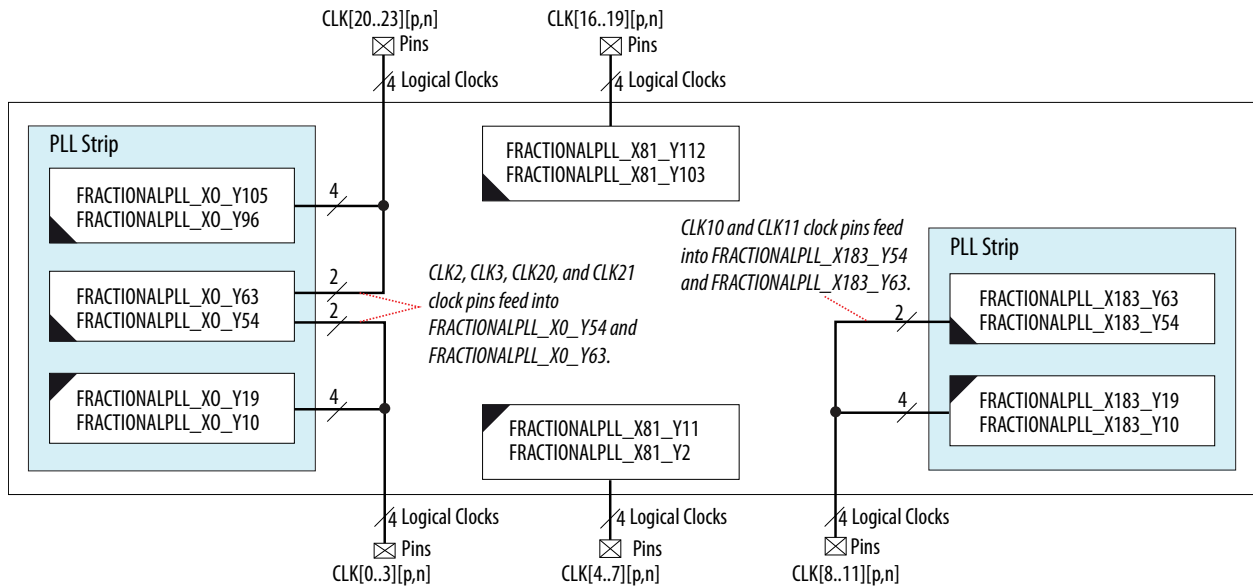 CLK[20..23][p,n]
Pins
4 Logical Clocks
CLK[16..19][p,n]
Pins
4 Logical Clocks
PLL Strip
FRACTIONALPLL_X0_Y105
FRACTIONALPLL_X0_Y96
4
FRACTIONALPLL_X0_Y63
FRACTIONALPLL_X0_Y54
2
2
FRACTIONALPLL_X0_Y19
FRACTIONALPLL_X0_Y10
4
CLK2, CLK3, CLK20, and CLK21
clock pins feed into
FRACTIONALPLL_X0_Y54 and
FRACTIONALPLL_X0_Y63.
FRACTIONALPLL_X81_Y112
FRACTIONALPLL_X81_Y103
FRACTIONALPLL_X81_Y11
FRACTIONALPLL_X81_Y2
CLK10 and CLK11 clock pins feed
into FRACTIONALPLL_X183_Y54
and FRACTIONALPLL_X183_Y63.
PLL Strip
2
FRACTIONALPLL_X183_Y63
FRACTIONALPLL_X183_Y54
4
FRACTIONALPLL_X183_Y19
FRACTIONALPLL_X183_Y10
4 Logical Clocks
Pins
CLK[0..3][p,n]
4 Logical Clocks
Pins
CLK[4..7][p,n]
4 Logical Clocks
Pins
CLK[8..11][p,n]